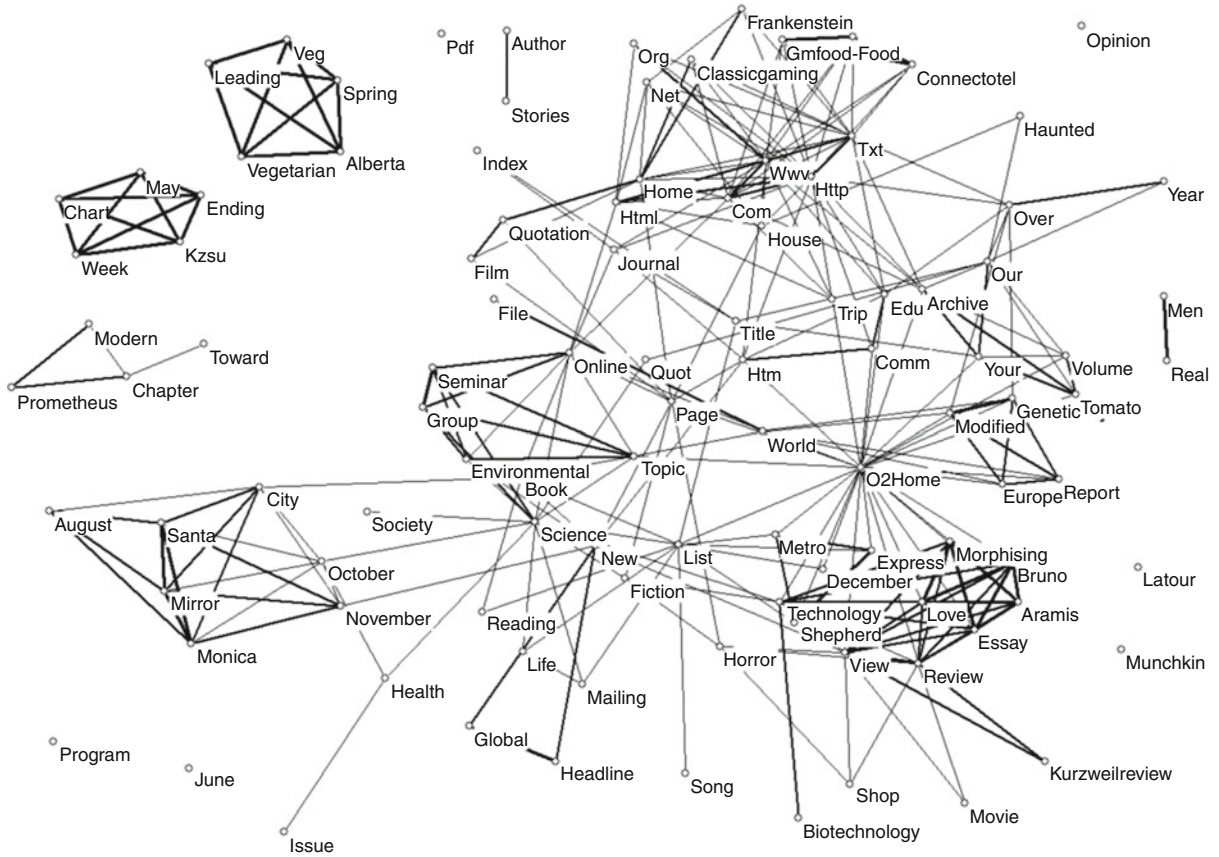 Frankenstein
Pdf
Author
Opinion
Veg
Org
Gmfood-Food
Leading
Classicgaming
Connectotel
Spring
Net
Stories
Haunted
Txt
Index
Vegetarian
Alberta
Wwv
May
Home
Http
Year
Chart
Ending
Html
Com
Over
Quotation
House
Week
Kzsu
Journal
Film
Our
File
Trip
Edu
Archive
Men
Modern
Title
Toward
Online
Quot
Htm
Comm
Your
Volume
Real
Seminar
Prometheus
Chapter
Page
Genetic
Tomato
Group
Modified
World
Environmental
Topic
O2Home
Book
Europe
Report
City
August
Society
Science
Santa
New
List
Metro
Morphising
Express
October
December
Bruno
Latour
Fiction
Mirror
November
Reading
Technology
Love
Aramis
Shepherd
Essay
Monica
Life
Horror
View
Review
Munchkin
Health
Mailing
Global
Program
Headline
Kurzweilreview
June
Song
Shop
Movie
Issue
Biotechnology